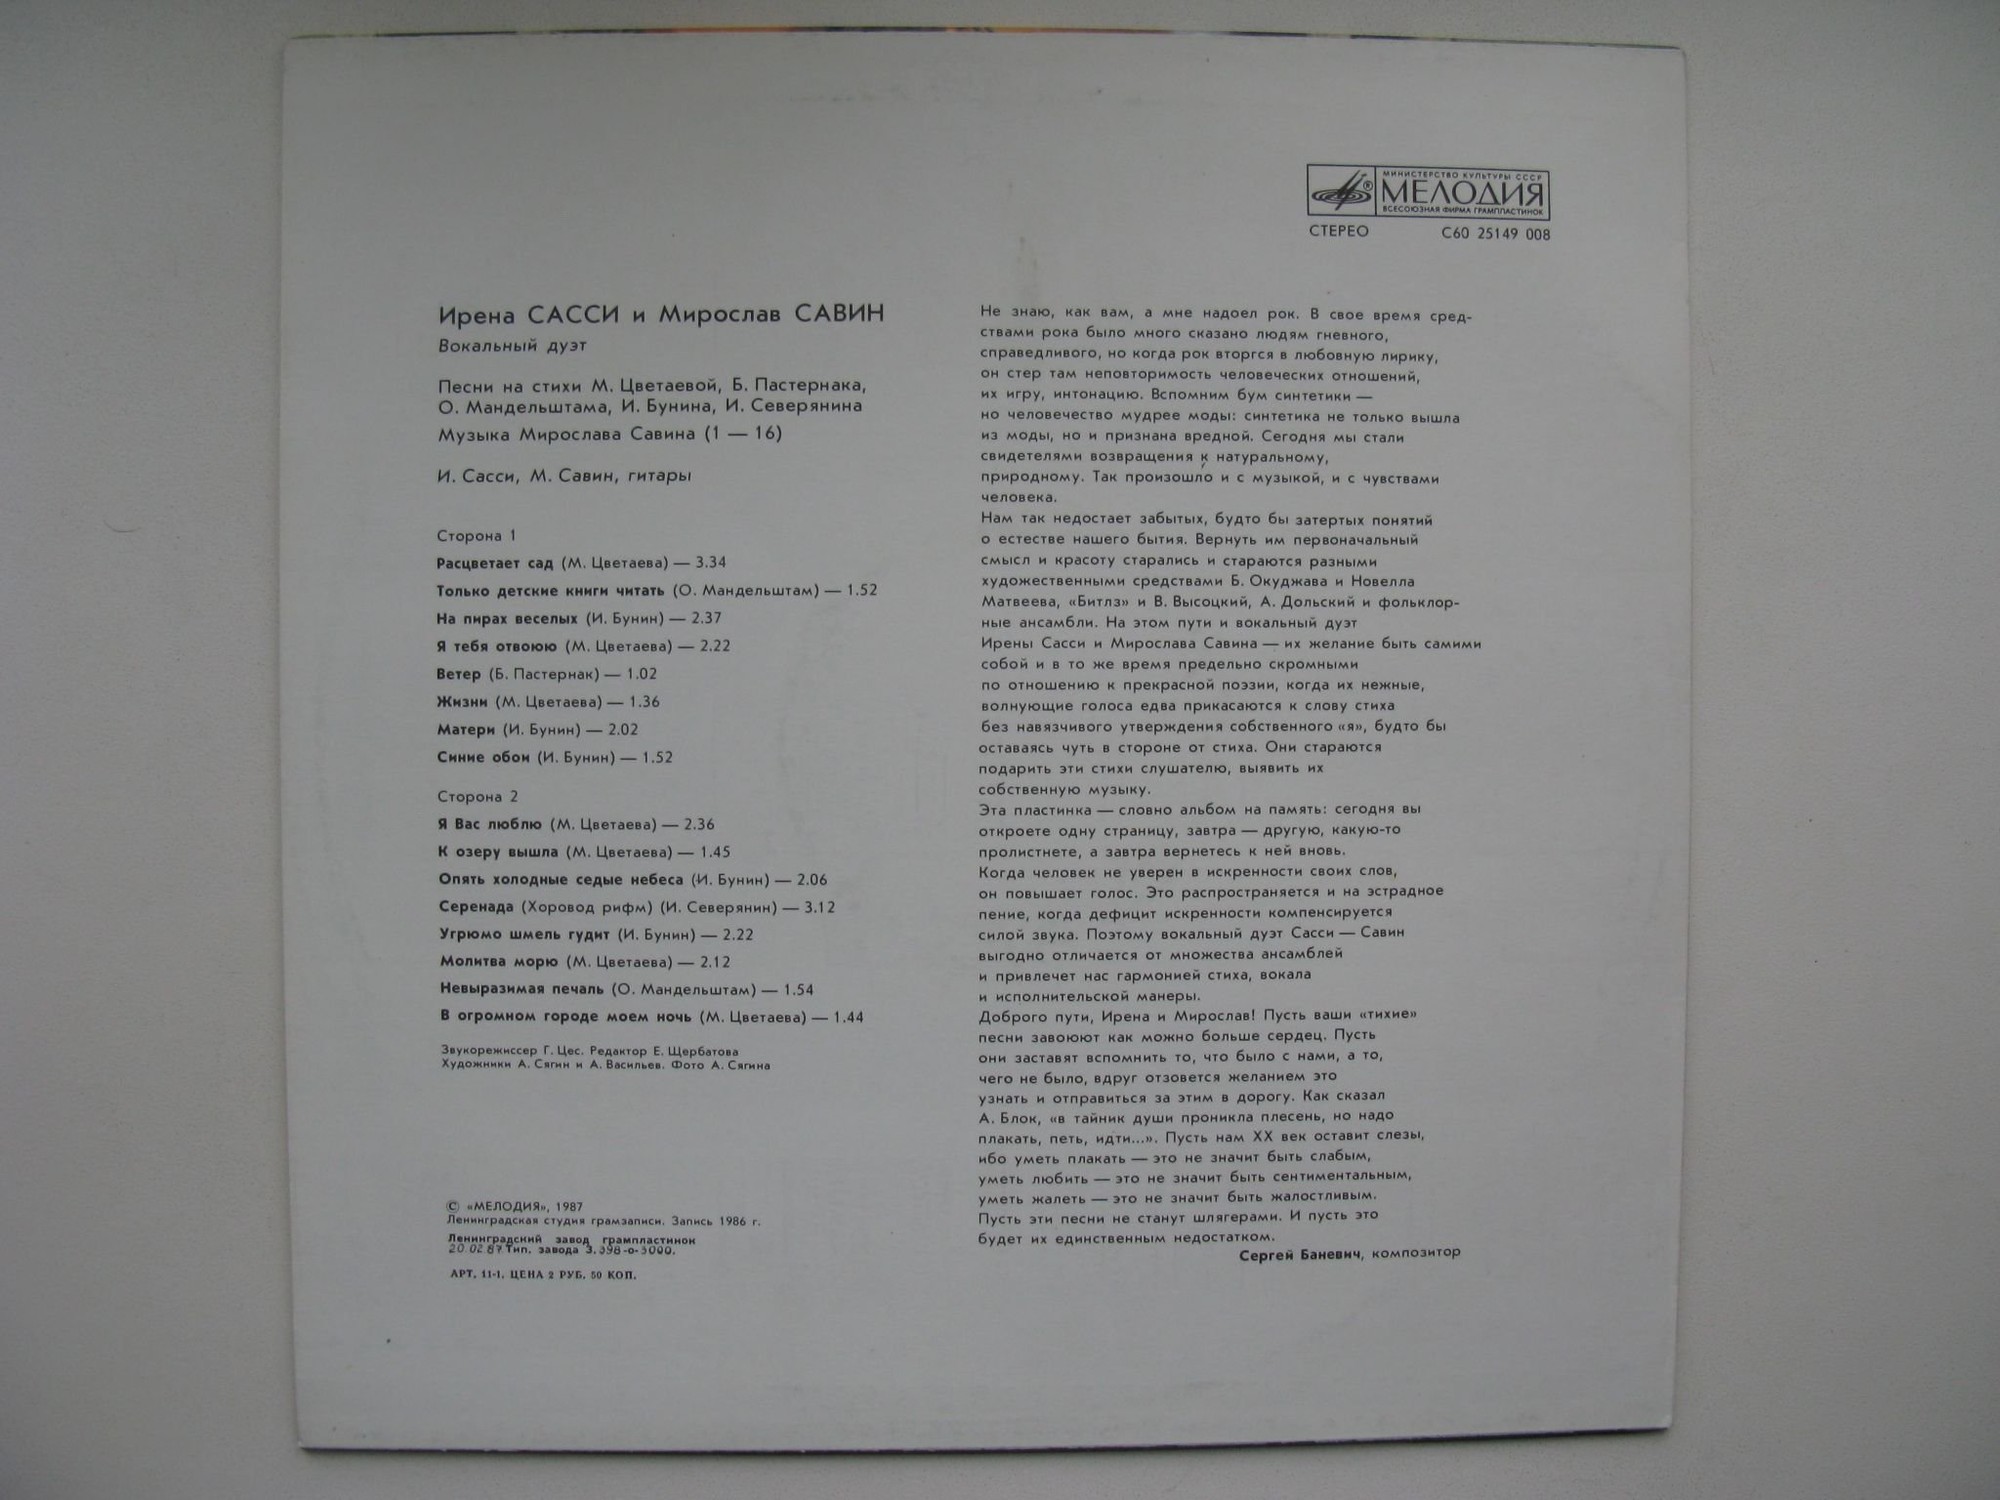 МИНИСТЕРСТВО КУЛЬТУРЫ СССР
МЕЛОДИЯ
ВСЕСОЮЗНАЯ ФИРМА ГРАМПЛАСТИНОК
СТЕРЕО С60 25149 008
Ирена САССИ и Мирослав САВИН
Вокальный дуэт
Песни на стихи М. Цветаевой, Б. Пастернака,
О. Мандельштама, И. Бунина, И. Северянина
Музыка Мирослава Савина (1 — 16)
И. Сасси, М. Савин, гитары
Сторона 1
Расцветает сад (М. Цветаева) — 3.34
Только детские книги читать (О. Мандельштам) — 1.52
На пирах веселых (И. Бунин) — 2.37
Я тебя отвоюю (М. Цветаева) — 2.22
Ветер (Б. Пастернак) — 1.02
Жизни (М. Цветаева) — 1.36
Матери (И. Бунин) — 2.02
Синие обои (И. Бунин) — 1.52
Сторона 2
Я Вас люблю (М. Цветаева) — 2.36
К озеру вышла (М. Цветаева) — 1.45
Опять холодные седые небеса (И. Бунин) — 2.06
Серенада (Хоровод рифм) (И. Северянин) — 3.12
Угрюмо шмель гудит (И. Бунин) — 2.22
Молитва морю (М. Цветаева) — 2.12
Невыразимая печаль (О. Мандельштам) — 1.54
В огромном городе моем ночь (М. Цветаева) — 1.44
Звукорежиссер Г. Цес. Редактор Е. Щербатова
Художники А. Сягин и А. Васильев. Фото А. Сягина
© «МЕЛОДИЯ», 1987
Ленинградская студия грамзаписи. Запись 1986 г.
Ленинградский завод грампластинок
20.02.87 Тип. завода З. 398-о-3000.
АРТ. 11-1. ЦЕНА 2 РУБ. 50 КОП.
Не знаю, как вам, а мне надоел рок. В свое время сред-
ствами рока было много сказано людям гневного,
справедливого, но когда рок вторгся в любовную лирику,
он стер там неповторимость человеческих отношений,
их игру, интонацию. Вспомним бум синтетики —
но человечество мудрее моды: синтетика не только вышла
из моды, но и признана вредной. Сегодня мы стали
свидетелями возвращения к натуральному,
природному. Так произошло и с музыкой, и с чувствами
человека.
Нам так недостает забытых, будто бы затертых понятий
о естестве нашего бытия. Вернуть им первоначальный
смысл и красоту старались и стараются разными
художественными средствами Б. Окуджава и Новелла
Матвеева, «Битлз» и В. Высоцкий, А. Дольский и фольклор-
ные ансамбли. На этом пути и вокальный дуэт
Ирены Сасси и Мирослава Савина — их желание быть самими
собой и в то же время предельно скромными
по отношению к прекрасной поэзии, когда их нежные,
волнующие голоса едва прикасаются к слову стиха
без навязчивого утверждения собственного «я», будто бы
оставаясь чуть в стороне от стиха. Они стараются
подарить эти стихи слушателю, выявить их
собственную музыку.
Эта пластинка — словно альбом на память: сегодня вы
откроете одну страницу, завтра — другую, какую-то
пролистнете, а завтра вернетесь к ней вновь.
Когда человек не уверен в искренности своих слов,
он повышает голос. Это распространяется и на эстрадное
пение, когда дефицит искренности компенсируется
силой звука. Поэтому вокальный дуэт Сасси — Савин
выгодно отличается от множества ансамблей
и привлечет нас гармонией стиха, вокала
и исполнительской манеры.
Доброго пути, Ирена и Мирослав! Пусть ваши «тихие»
песни завоюют как можно больше сердец. Пусть
они заставят вспомнить то, что было с нами, а то,
чего не было, вдруг отзовется желанием это
узнать и отправиться за этим в дорогу. Как сказал
А. Блок, «в тайник души проникла плесень, но надо
плакать, петь, идти...». Пусть нам XX век оставит слезы,
ибо уметь плакать — это не значит быть слабым,
уметь любить — это не значит быть сентиментальным,
уметь жалеть — это не значит быть жалостливым.
Пусть эти песни не станут шлягерами. И пусть это
будет их единственным недостатком.
Сергей Баневич, композитор